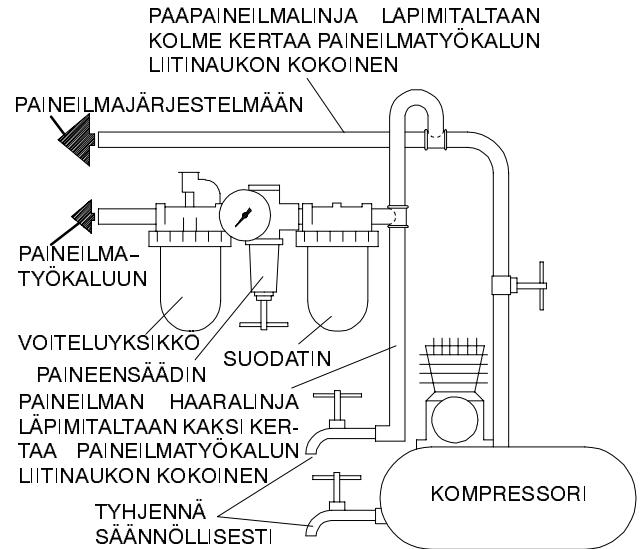 PAAPAINEILMALINJA LAPIMITALTAAN
KOLME KERTAA PAINEILMATYÖKALUN
LIITINAUKON KOKOINEN
PAINEILMAJÄRJESTELMÄÄN
PAINEILMA-
TYÖKALUUN
VOITELUYKSIKKÖ
SUODATIN
PAINEENSÄÄDIN
PAINEILMAN HAARALINJA
LÄPIMITALTAAN KAKSI KER-
TAA PAINEILMATYÖKALUN
LIITINAUKON KOKOINEN
KOMPRESSORI
TYHJENNÄ
SÄÄNNÖLLISESTI